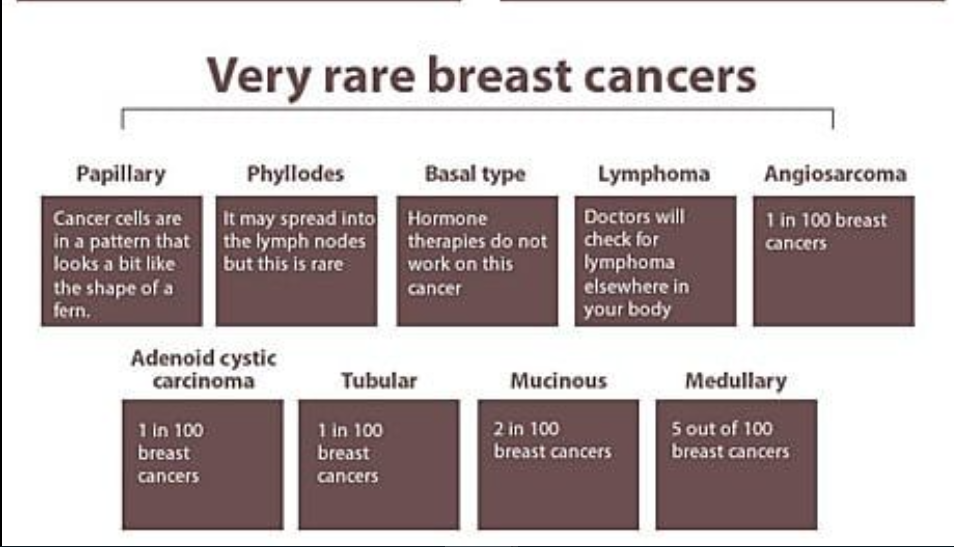 Very rare breast cancers
Papillary
Phyllodes
Basal type
Lymphoma
Angiosarcoma
Cancer cells are
in a pattern that
looks a bit like
the shape of a
fern.
It may spread into
the lymph nodes
but this is rare
Hormone
therapies do not
work on this
cancer
Doctors will
check for
lymphoma
elsewhere in
your body
1 in 100 breast
cancers
Adenoid cystic
carcinoma
Tubular
Mucinous
Medullary
1 in 100
breast
cancers
1 in 100
breast
cancers
2 in 100
breast cancers
5 out of 100
breast cancers